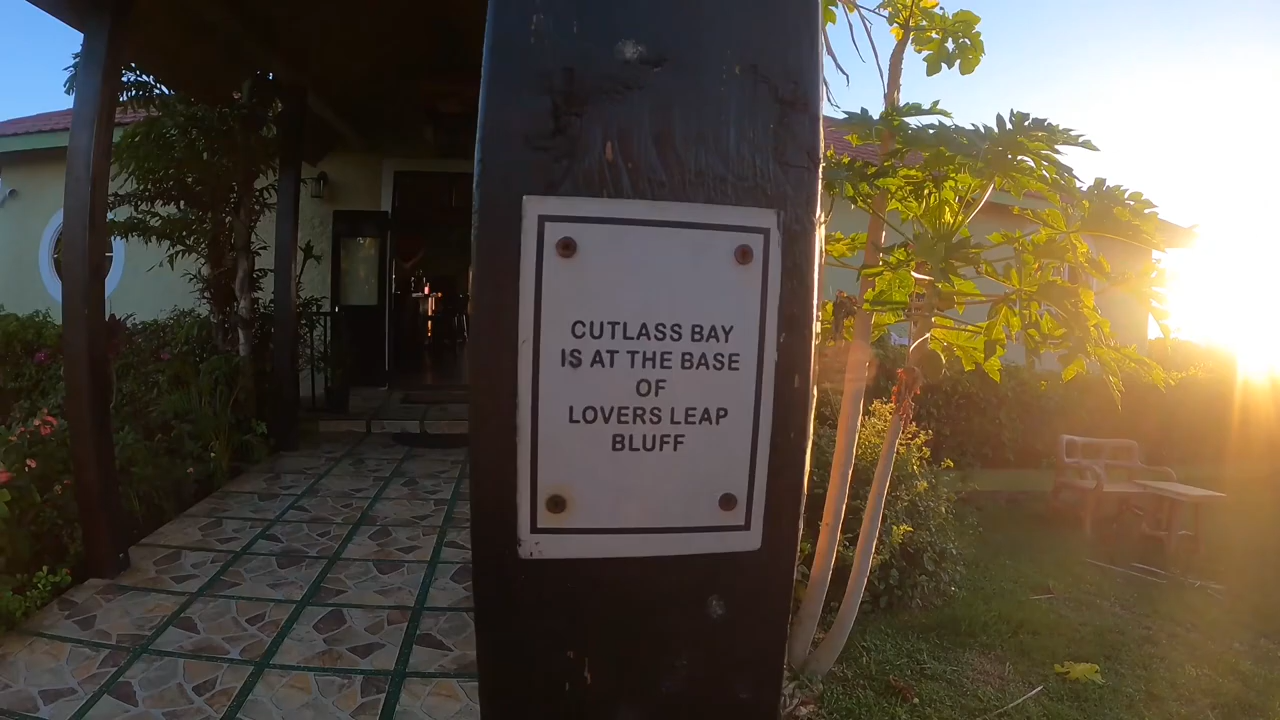 CUTLASS BAY
IS AT THE BASE
OF
LOVERS LEAP
BLUFF